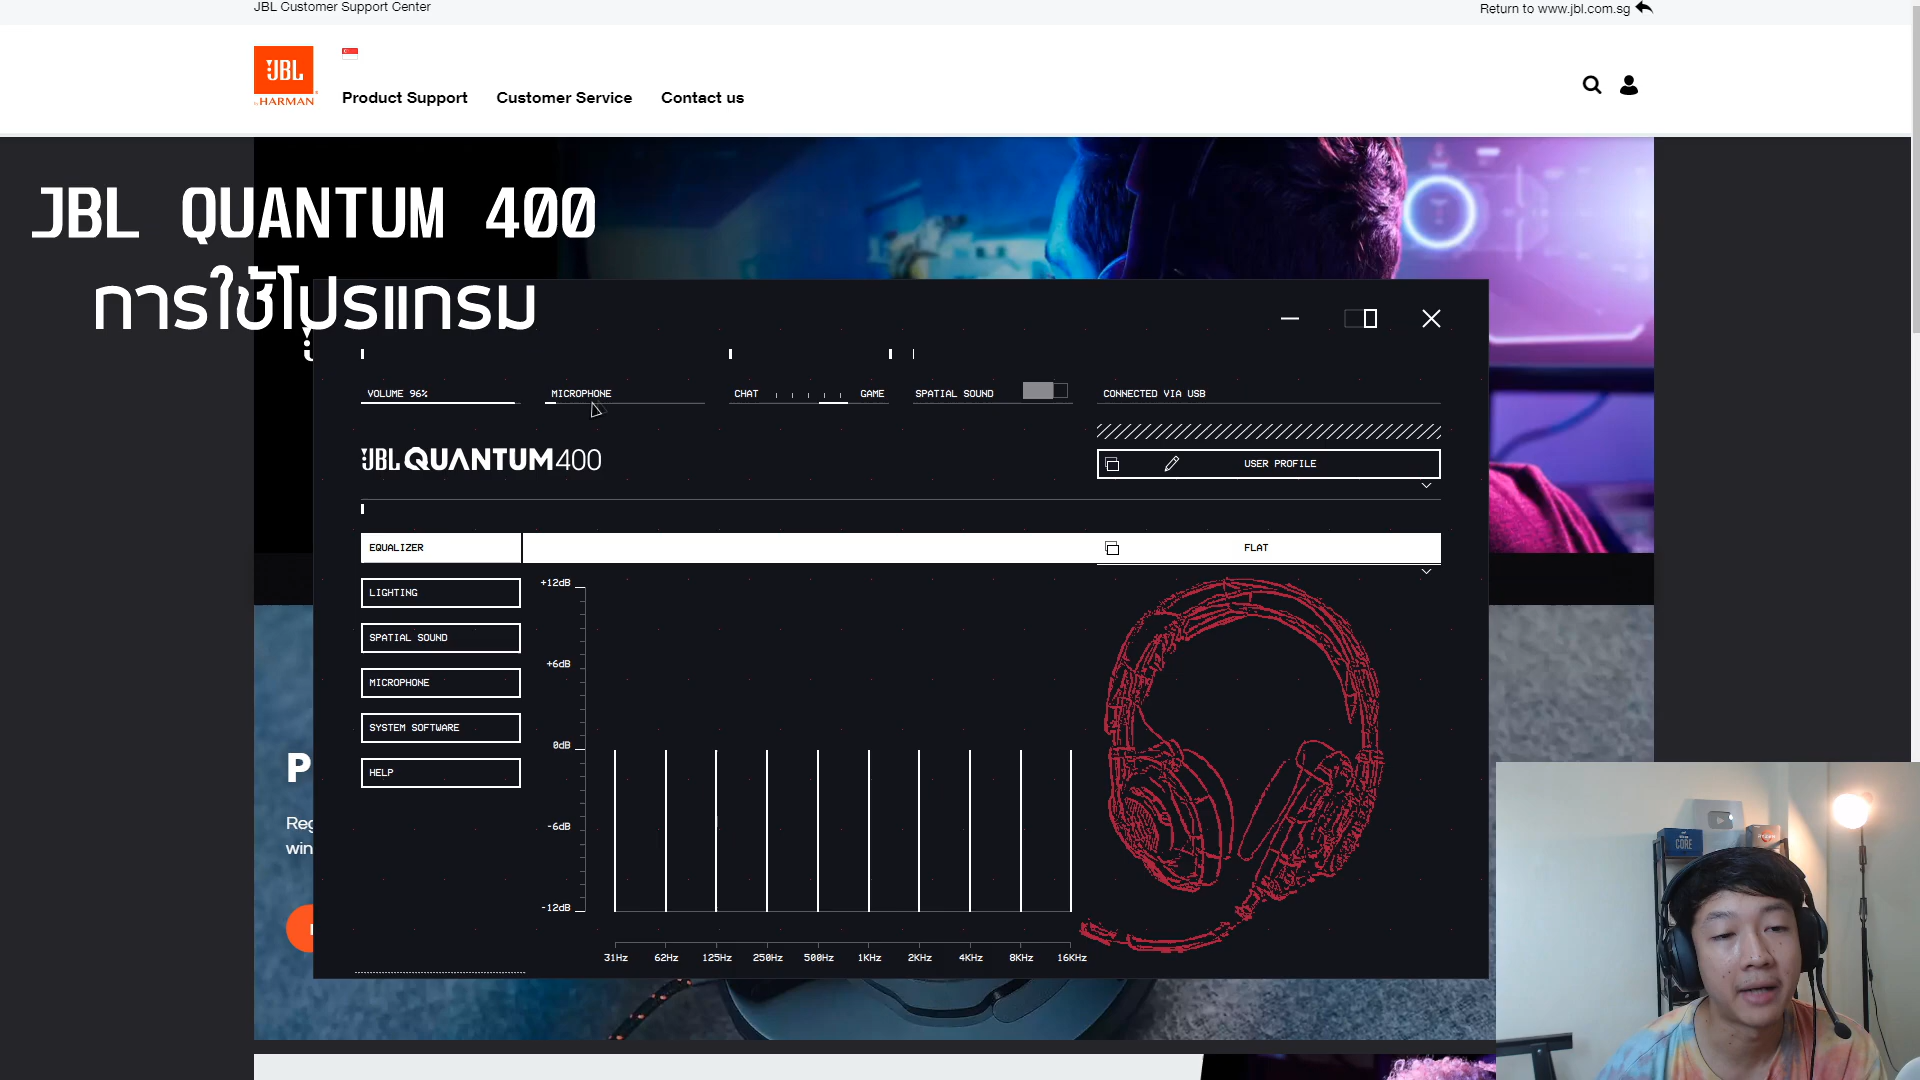 JBL Customer Support Center
Return to www.jbl.com.sg
JBL
by HARMAN
Product Support
Customer Service
Contact us
JBL QUANTUM 400
การใช้โปรแกรม
VOLUME 96%
MICROPHONE
CHAT
GAME
SPATIAL SOUND
CONNECTED VIA USB
JBL QUANTUM400
USER PROFILE
EQUALIZER
FLAT
LIGHTING
SPATIAL SOUND
MICROPHONE
SYSTEM SOFTWARE
HELP
+12dB
+6dB
0dB
-6dB
-12dB
31Hz 62Hz 125Hz 250Hz 500Hz 1KHz 2KHz 4KHz 8KHz 16KHz
P
Reg
win
CORE